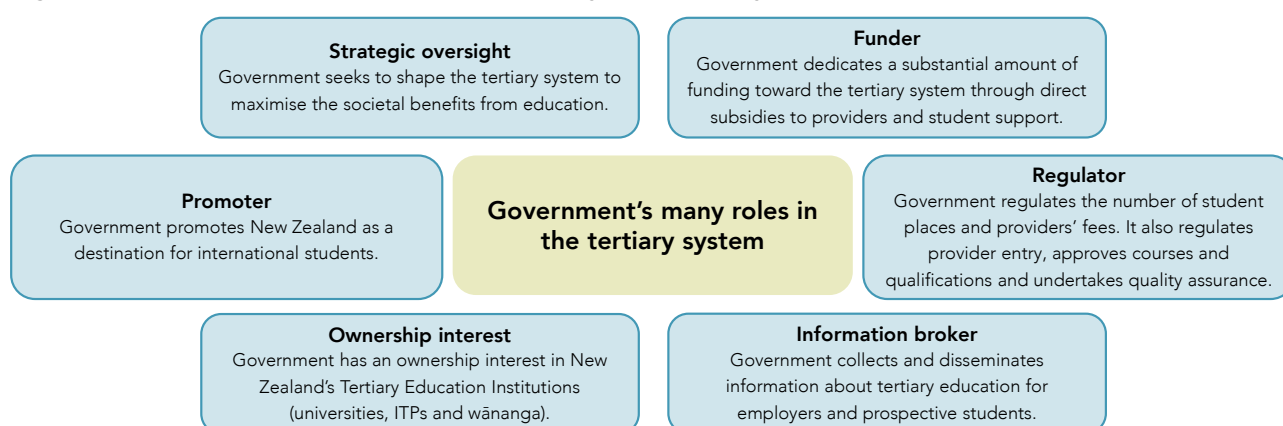 Strategic oversight
Government seeks to shape the tertiary system to
maximise the societal benefits from education.
Funder
Government dedicates a substantial amount of
funding toward the tertiary system through direct
subsidies to providers and student support.
Promoter
Government promotes New Zealand as a
destination for international students.
Government's many roles in
the tertiary system
Regulator
Government regulates the number of student
places and providers' fees. It also regulates
provider entry, approves courses and
qualifications and undertakes quality assurance.
Ownership interest
Government has an ownership interest in New
Zealand's Tertiary Education Institutions
(universities, ITPs and wānanga).
Information broker
Government collects and disseminates
information about tertiary education for
employers and prospective students.